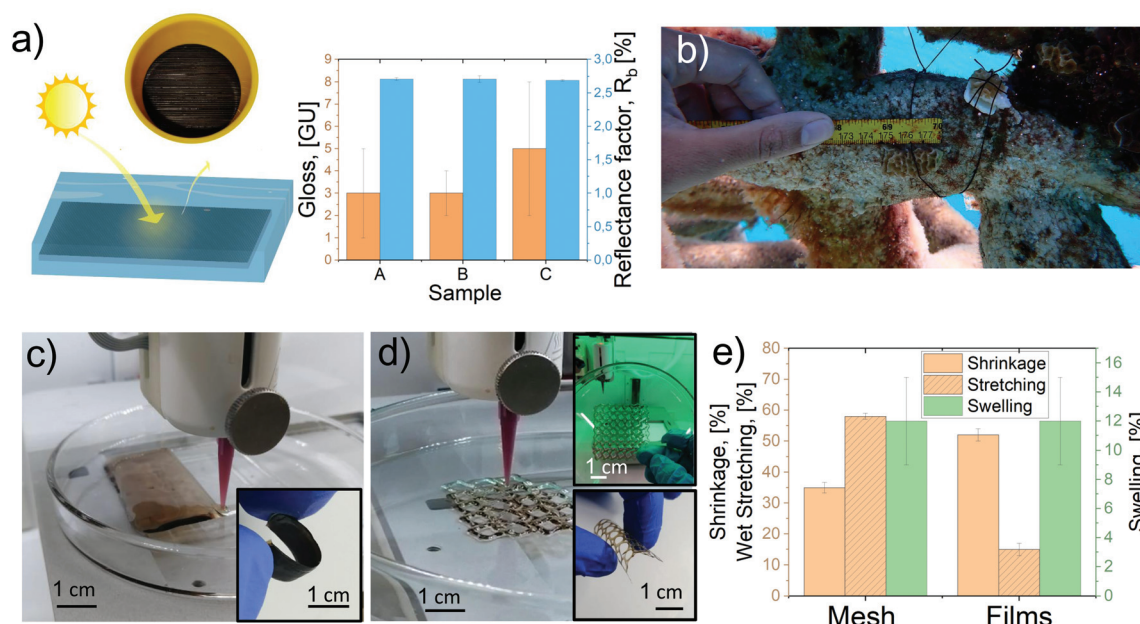 a)
Gloss, [GU]
9
8
7
6
5
4
3
2
1
0
A
B
C
Sample
3,0
2,5
2,0
1,5
1,0
0,5
0,0
Reflectance factor, R_b [%]
b)
173 174 175 176 177
c)
1 cm
1 cm
d)
1 cm
1 cm
1 cm
e)
Shrinkage, [%]
Wet Stretching, [%]
80
70
60
50
40
30
20
10
0
Shrinkage
Stretching
Swelling
Mesh
Films
16
14
12
10
8
6
4
2
0
Swelling, [%]